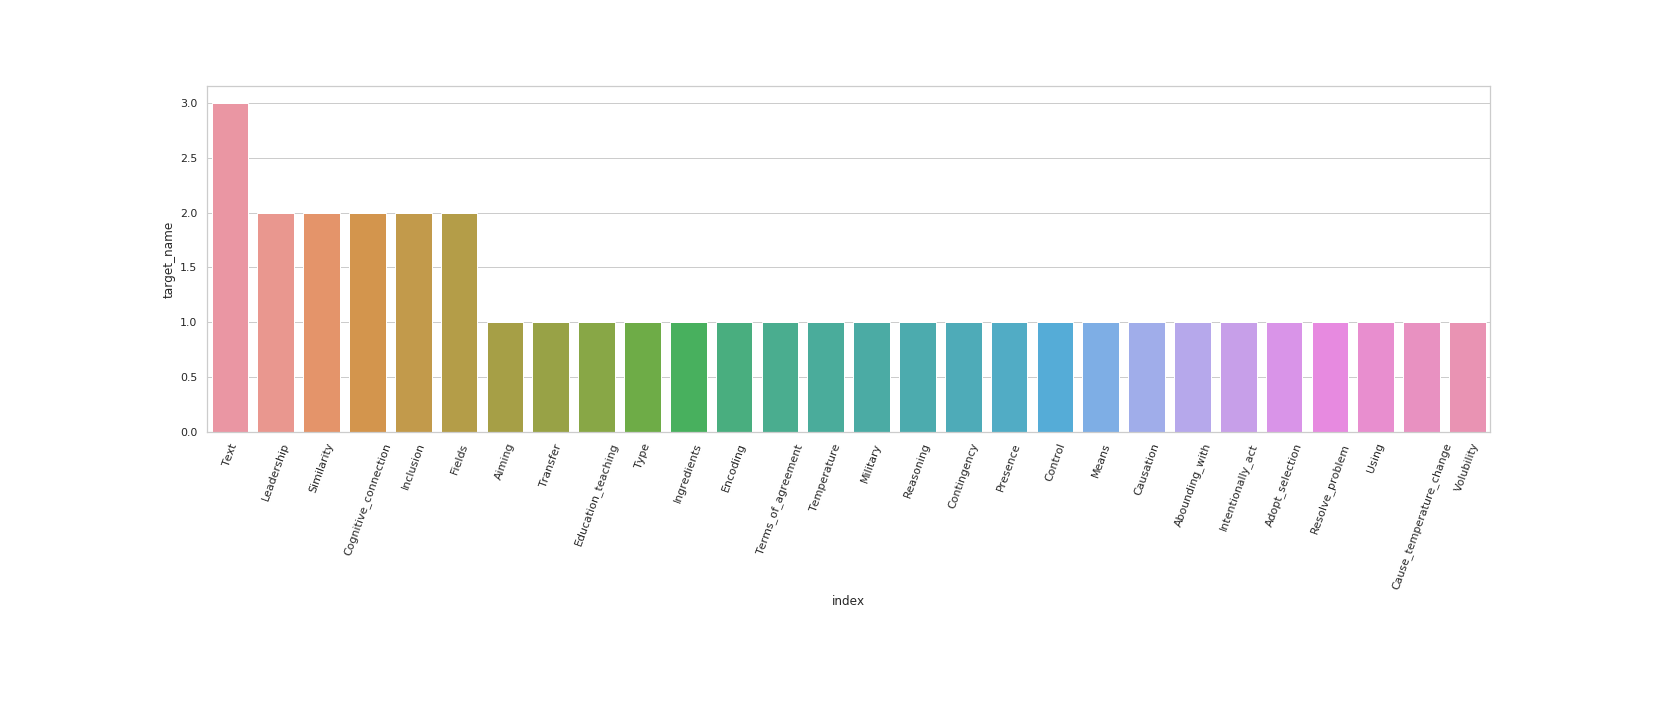 3.0
2.5
2.0
1.5
1.0
0.5
0.0
target_name
Text
Leadership
Similarity
Cognitive_connection
Inclusion
Fields
Aiming
Transfer
Education_teaching
Type
Ingredients
Encoding
Terms_of_agreement
Temperature
Military
Reasoning
Contingency
Presence
Control
Means
Causation
Abounding_with
Intentionally_act
Adopt_selection
Resolve_problem
Using
Cause_temperature_change
Volubility
index